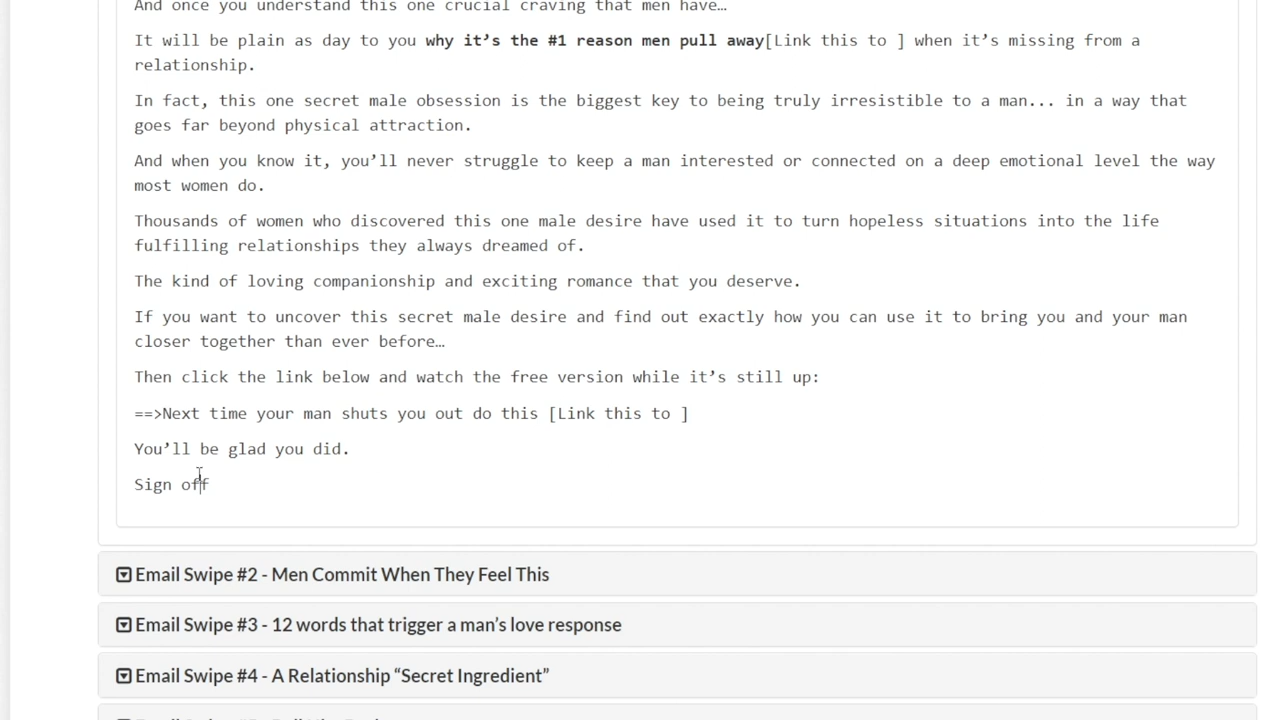 And once you understand this one crucial craving that men have…
It will be plain as day to you why it’s the #1 reason men pull away[Link this to ] when it’s missing from a
relationship.
In fact, this one secret male obsession is the biggest key to being truly irresistible to a man... in a way that
goes far beyond physical attraction.
And when you know it, you’ll never struggle to keep a man interested or connected on a deep emotional level the way
most women do.
Thousands of women who discovered this one male desire have used it to turn hopeless situations into the life
fulfilling relationships they always dreamed of.
The kind of loving companionship and exciting romance that you deserve.
If you want to uncover this secret male desire and find out exactly how you can use it to bring you and your man
closer together than ever before…
Then click the link below and watch the free version while it’s still up:
==>Next time your man shuts you out do this [Link this to ]
You’ll be glad you did.
Sign off
Email Swipe #2 - Men Commit When They Feel This
Email Swipe #3 - 12 words that trigger a man’s love response
Email Swipe #4 - A Relationship “Secret Ingredient”